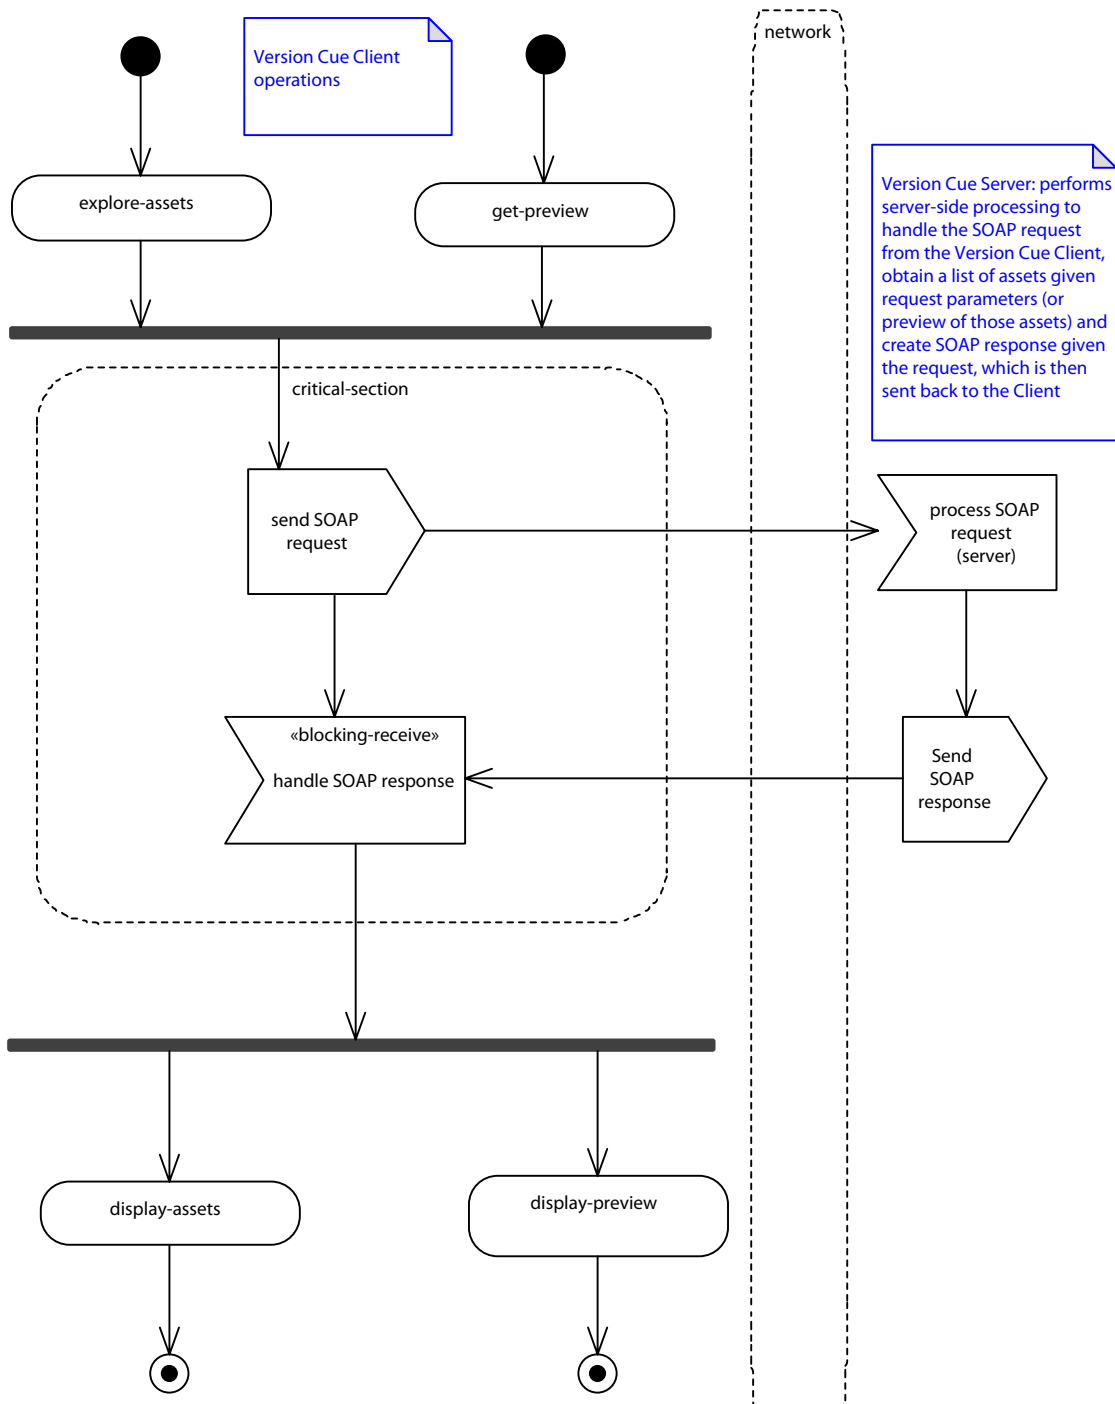 network
Version Cue Client
operations
explore-assets
get-preview
Version Cue Server: performs
server-side processing to
handle the SOAP request
from the Version Cue Client,
obtain a list of assets given
request parameters (or
preview of those assets) and
create SOAP response given
the request, which is then
sent back to the Client
critical-section
send SOAP
request
process SOAP
request
(server)
«blocking-receive»
handle SOAP response
Send
SOAP
response
display-assets
display-preview